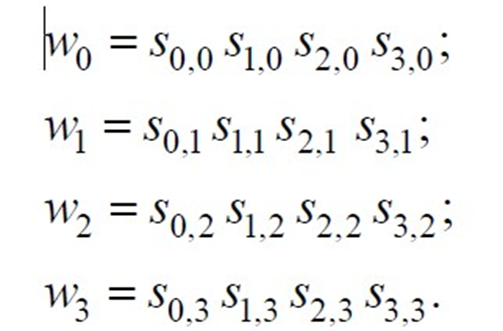 w₀ = s₀,₀ s₁,₀ s₂,₀ s₃,₀;
w₁ = s₀,₁ s₁,₁ s₂,₁ s₃,₁;
w₂ = s₀,₂ s₁,₂ s₂,₂ s₃,₂;
w₃ = s₀,₃ s₁,₃ s₂,₃ s₃,₃.